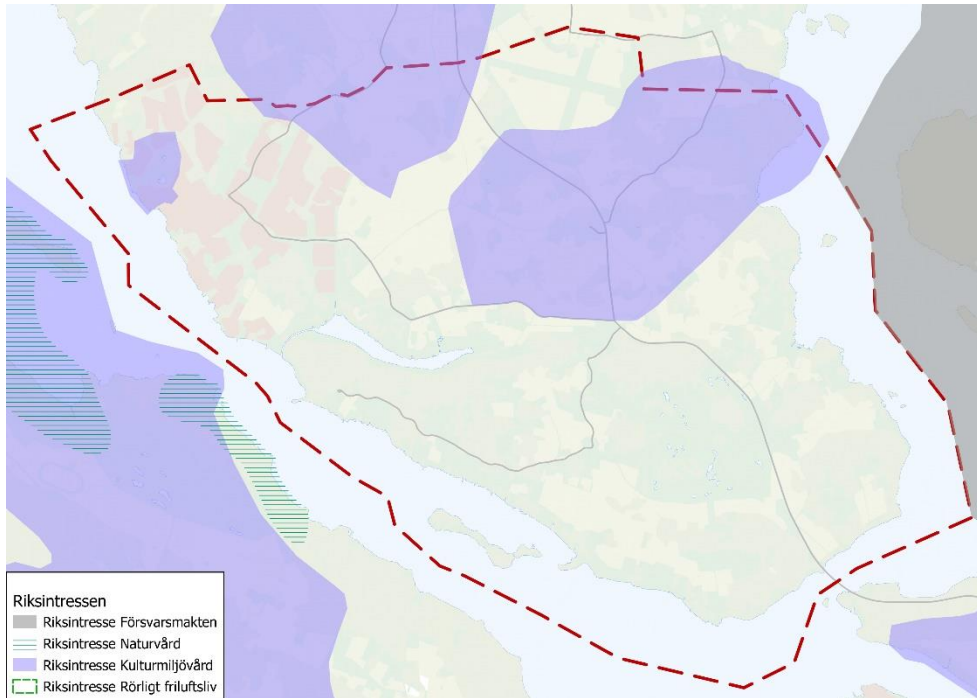 Riksintressen
Riksintresse Försvarsmakten
Riksintresse Naturvård
Riksintresse Kulturmiljövård
Riksintresse Rörligt friluftsliv